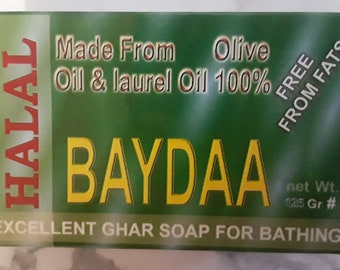 HALAL
Made From Olive
Oil & laurel Oil 100%
FREE
FROM FATS
BAYDAA
net Wt.
125 Gr #
EXCELLENT GHAR SOAP FOR BATHING